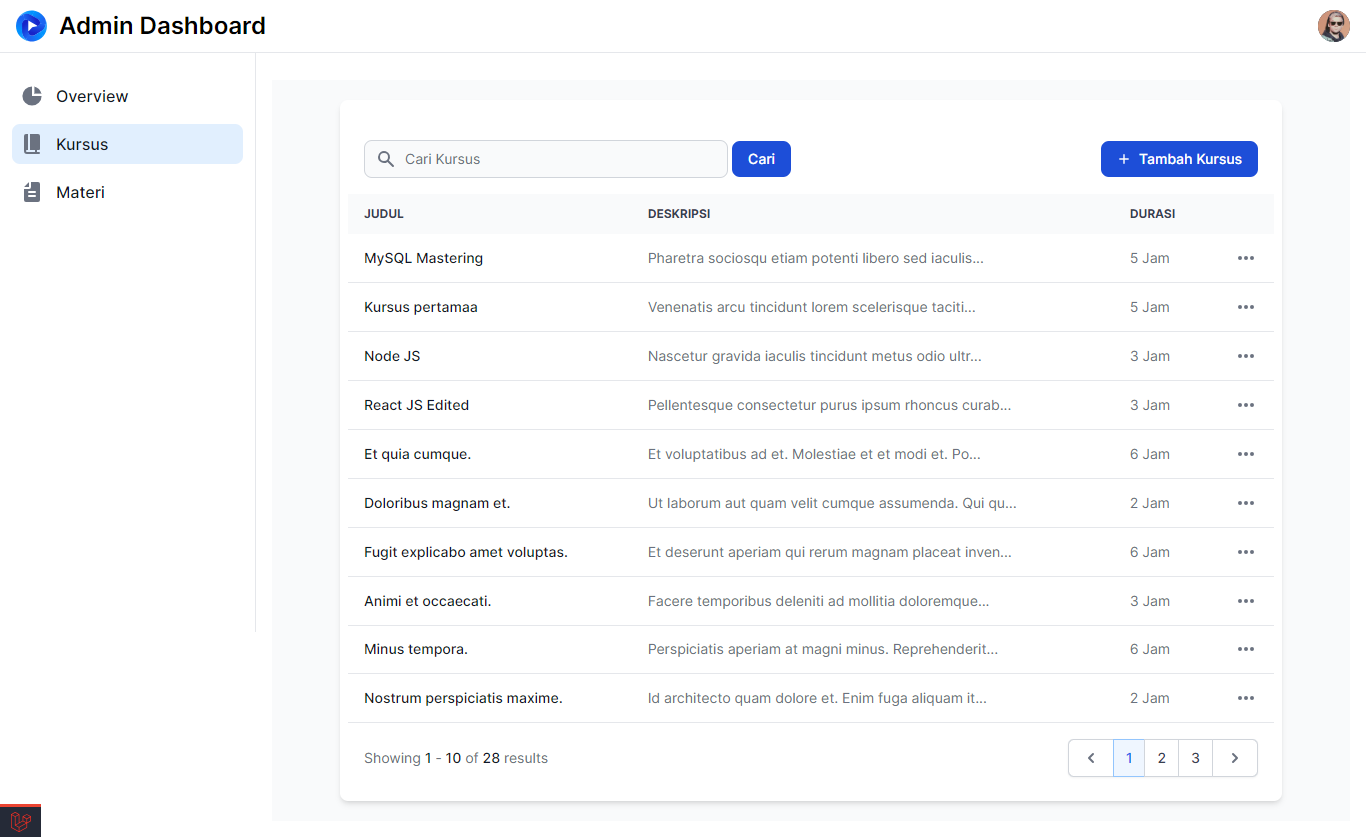 Admin Dashboard
Overview
Kursus
Materi
Cari Kursus Cari + Tambah Kursus
JUDUL DESKRIPSI DURASI
MySQL Mastering Pharetra sociosqu etiam potenti libero sed iaculis... 5 Jam
Kursus pertamaa Venenatis arcu tincidunt lorem scelerisque taciti... 5 Jam
Node JS Nascetur gravida iaculis tincidunt metus odio ultr... 3 Jam
React JS Edited Pellentesque consectetur purus ipsum rhoncus curab... 3 Jam
Et quia cumque. Et voluptatibus ad et. Molestiae et et modi et. Po... 6 Jam
Doloribus magnam et. Ut laborum aut quam velit cumque assumenda. Qui qu... 2 Jam
Fugit explicabo amet voluptas. Et deserunt aperiam qui rerum magnam placeat inven... 6 Jam
Animi et occaecati. Facere temporibus deleniti ad mollitia doloremque... 3 Jam
Minus tempora. Perspiciatis aperiam at magni minus. Reprehenderit... 6 Jam
Nostrum perspiciatis maxime. Id architecto quam dolore et. Enim fuga aliquam it... 2 Jam
Showing 1 - 10 of 28 results 1 2 3